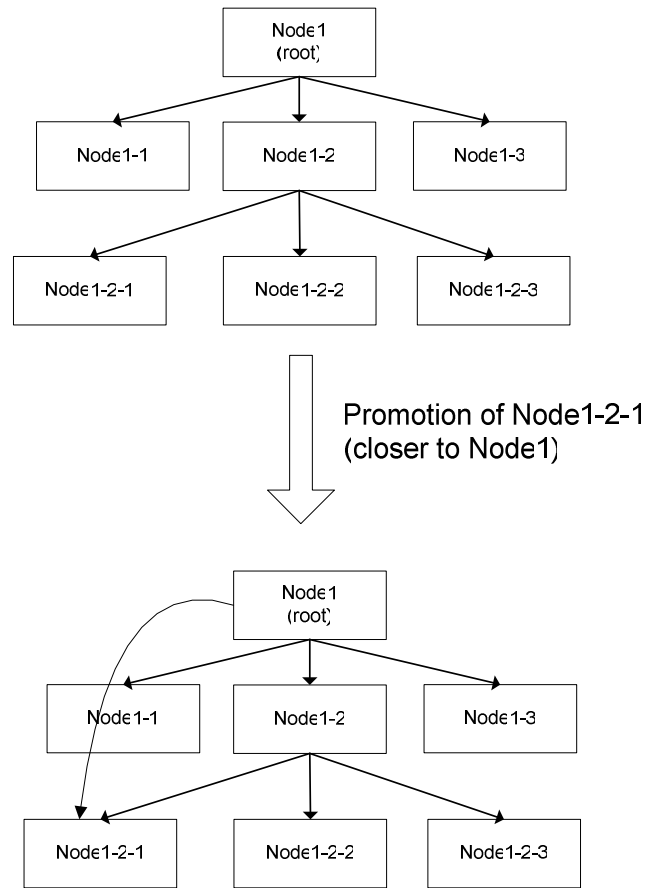 Node1
(root)
Node1-1
Node1-2
Node1-3
Node1-2-1
Node1-2-2
Node1-2-3
Promotion of Node1-2-1
(closer to Node1)
Node1
(root)
Node1-1
Node1-2
Node1-3
Node1-2-1
Node1-2-2
Node1-2-3